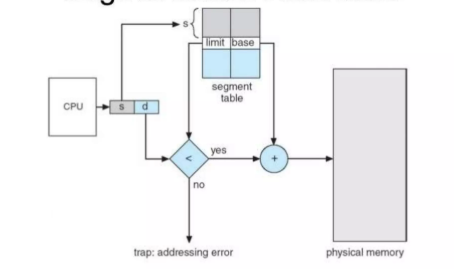 s
limit base
segment
table
CPU
s d
<
yes
+
no
trap: addressing error
physical memory